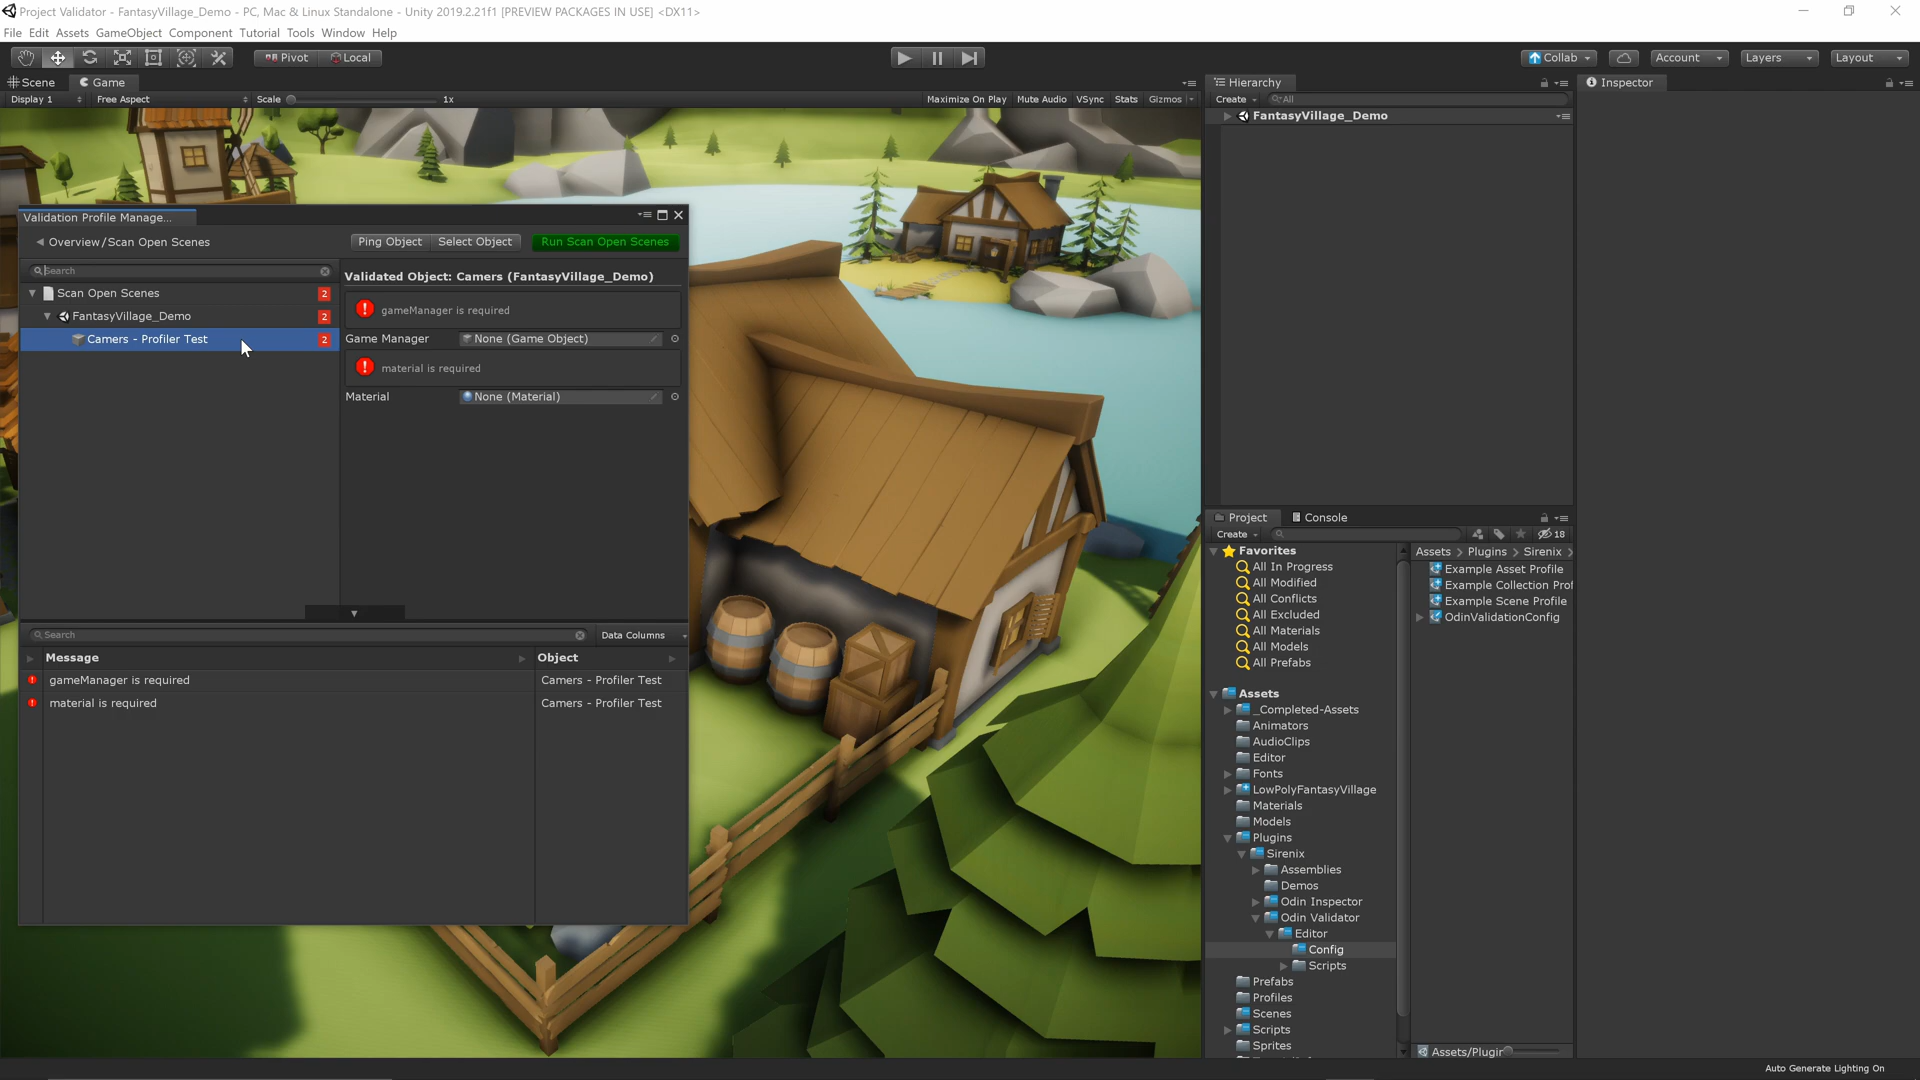 Project Validator - FantasyVillage_Demo - PC, Mac & Linux Standalone - Unity 2019.2.21f1 [PREVIEW PACKAGES IN USE] <DX11>
File Edit Assets GameObject Component Tutorial Tools Window Help
Pivot Local
Collab Account Layers Layout
Scene Game
Display 1 Free Aspect Scale 1x Maximize On Play Mute Audio VSync Stats Gizmos
Validation Profile Manage...
Overview/Scan Open Scenes Ping Object Select Object Run Scan Open Scenes
Search
Scan Open Scenes 2
FantasyVillage_Demo 2
Camers - Profiler Test 2
Validated Object: Camers (FantasyVillage_Demo)
gameManager is required
Game Manager None (Game Object)
material is required
Material None (Material)
Search Data Columns
Message Object
gameManager is required Camers - Profiler Test
material is required Camers - Profiler Test
Hierarchy
Create All
FantasyVillage_Demo
Inspector
Project Console
Create 18
Favorites
All In Progress
All Modified
All Conflicts
All Excluded
All Materials
All Models
All Prefabs
Assets
_Completed-Assets
Animators
AudioClips
Editor
Fonts
LowPolyFantasyVillage
Materials
Models
Plugins
Sirenix
Assemblies
Demos
Odin Inspector
Odin Validator
Editor
Config
Scripts
Prefabs
Profiles
Scenes
Scripts
Sprites
Assets > Plugins > Sirenix >
Example Asset Profile
Example Collection Prof
Example Scene Profile
OdinValidationConfig
Assets/Plugin
Auto Generate Lighting On